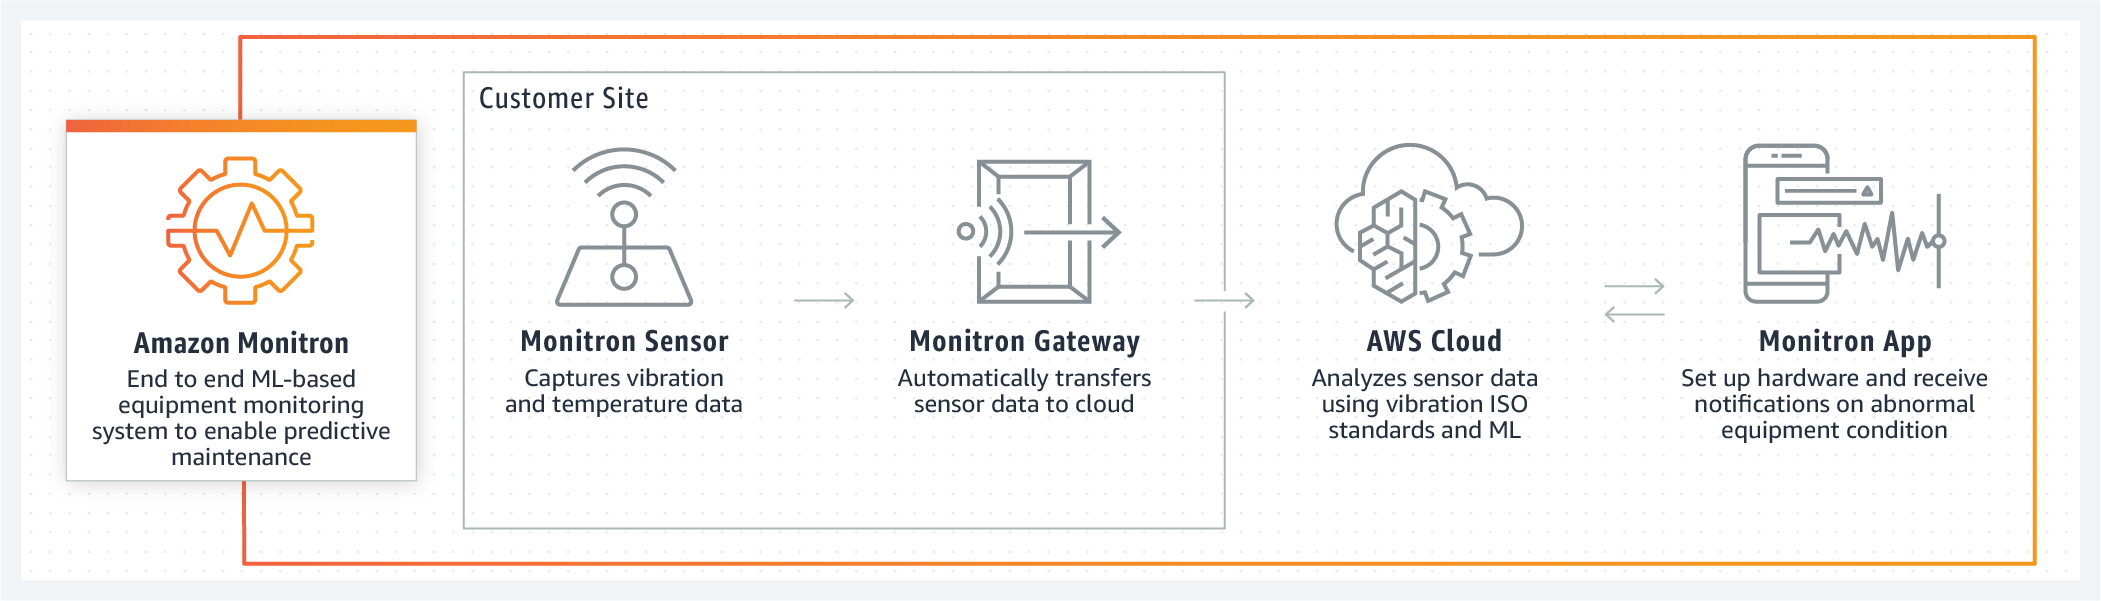 Customer Site
Amazon Monitron
End to end ML-based
equipment monitoring
system to enable predictive
maintenance
Monitron Sensor
Captures vibration
and temperature data
Monitron Gateway
Automatically transfers
sensor data to cloud
AWS Cloud
Analyzes sensor data
using vibration ISO
standards and ML
Monitron App
Set up hardware and receive
notifications on abnormal
equipment condition